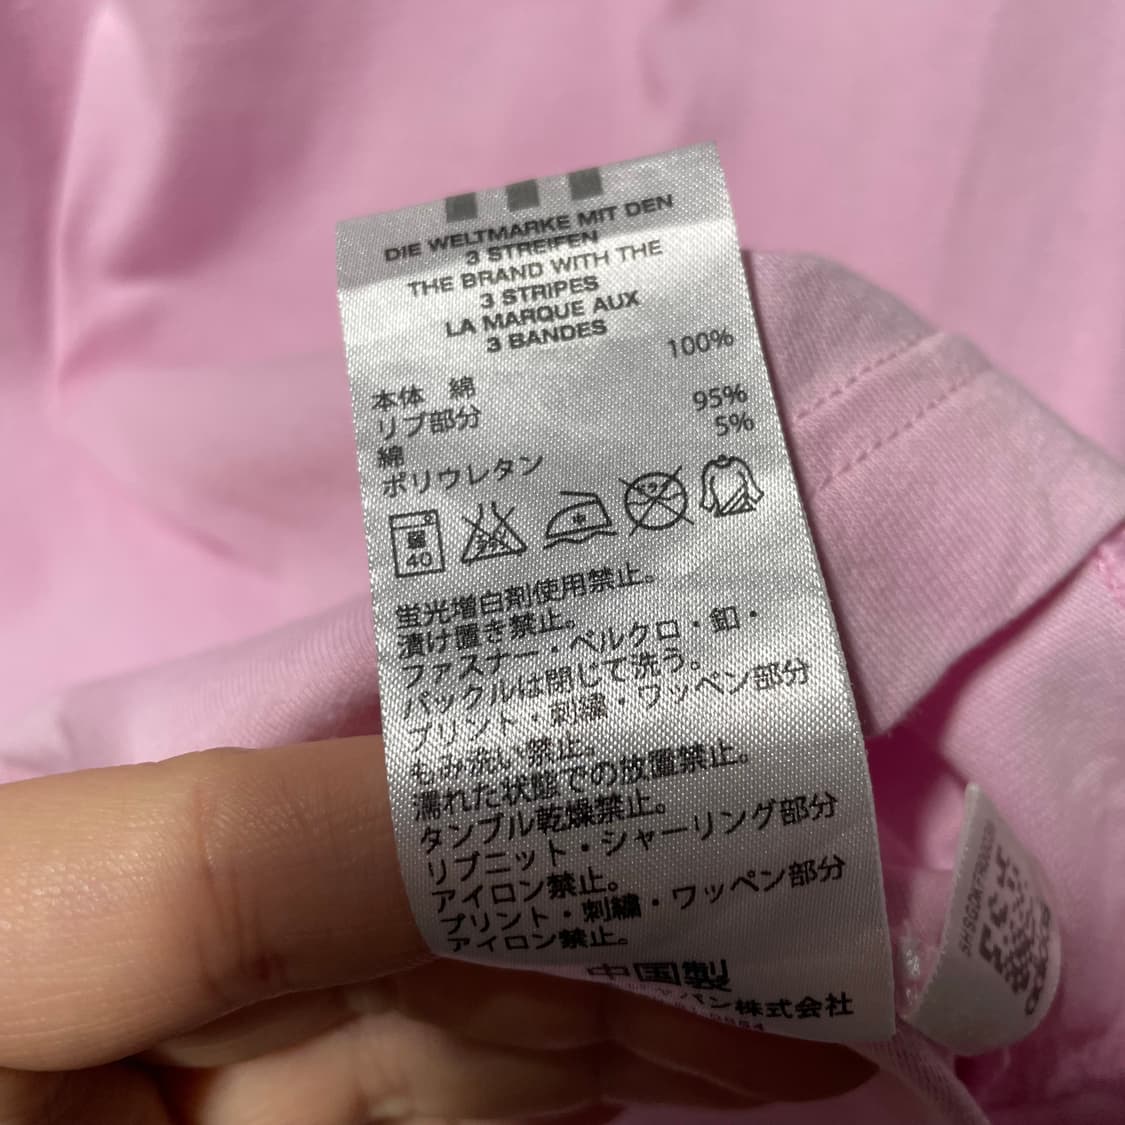 DIE WELTMARKE MIT DEN
3 STREIFEN
THE BRAND WITH THE
3 STRIPES
LA MARQUE AUX
3 BANDES
本体 綿 100%
リブ部分
綿 95%
ポリウレタン 5%
40
蛍光増白剤使用禁止。
漬け置き禁止。
ファスナー・ベルクロ・釦・
バックルは閉じて洗う。
プリント・刺繍・ワッペン部分
もみ洗い禁止。
濡れた状態での放置禁止。
タンブル乾燥禁止。
リブニット・シャーリング部分
アイロン禁止。
プリント・刺繍・ワッペン部分
アイロン禁止。
中国製
パン株式会社